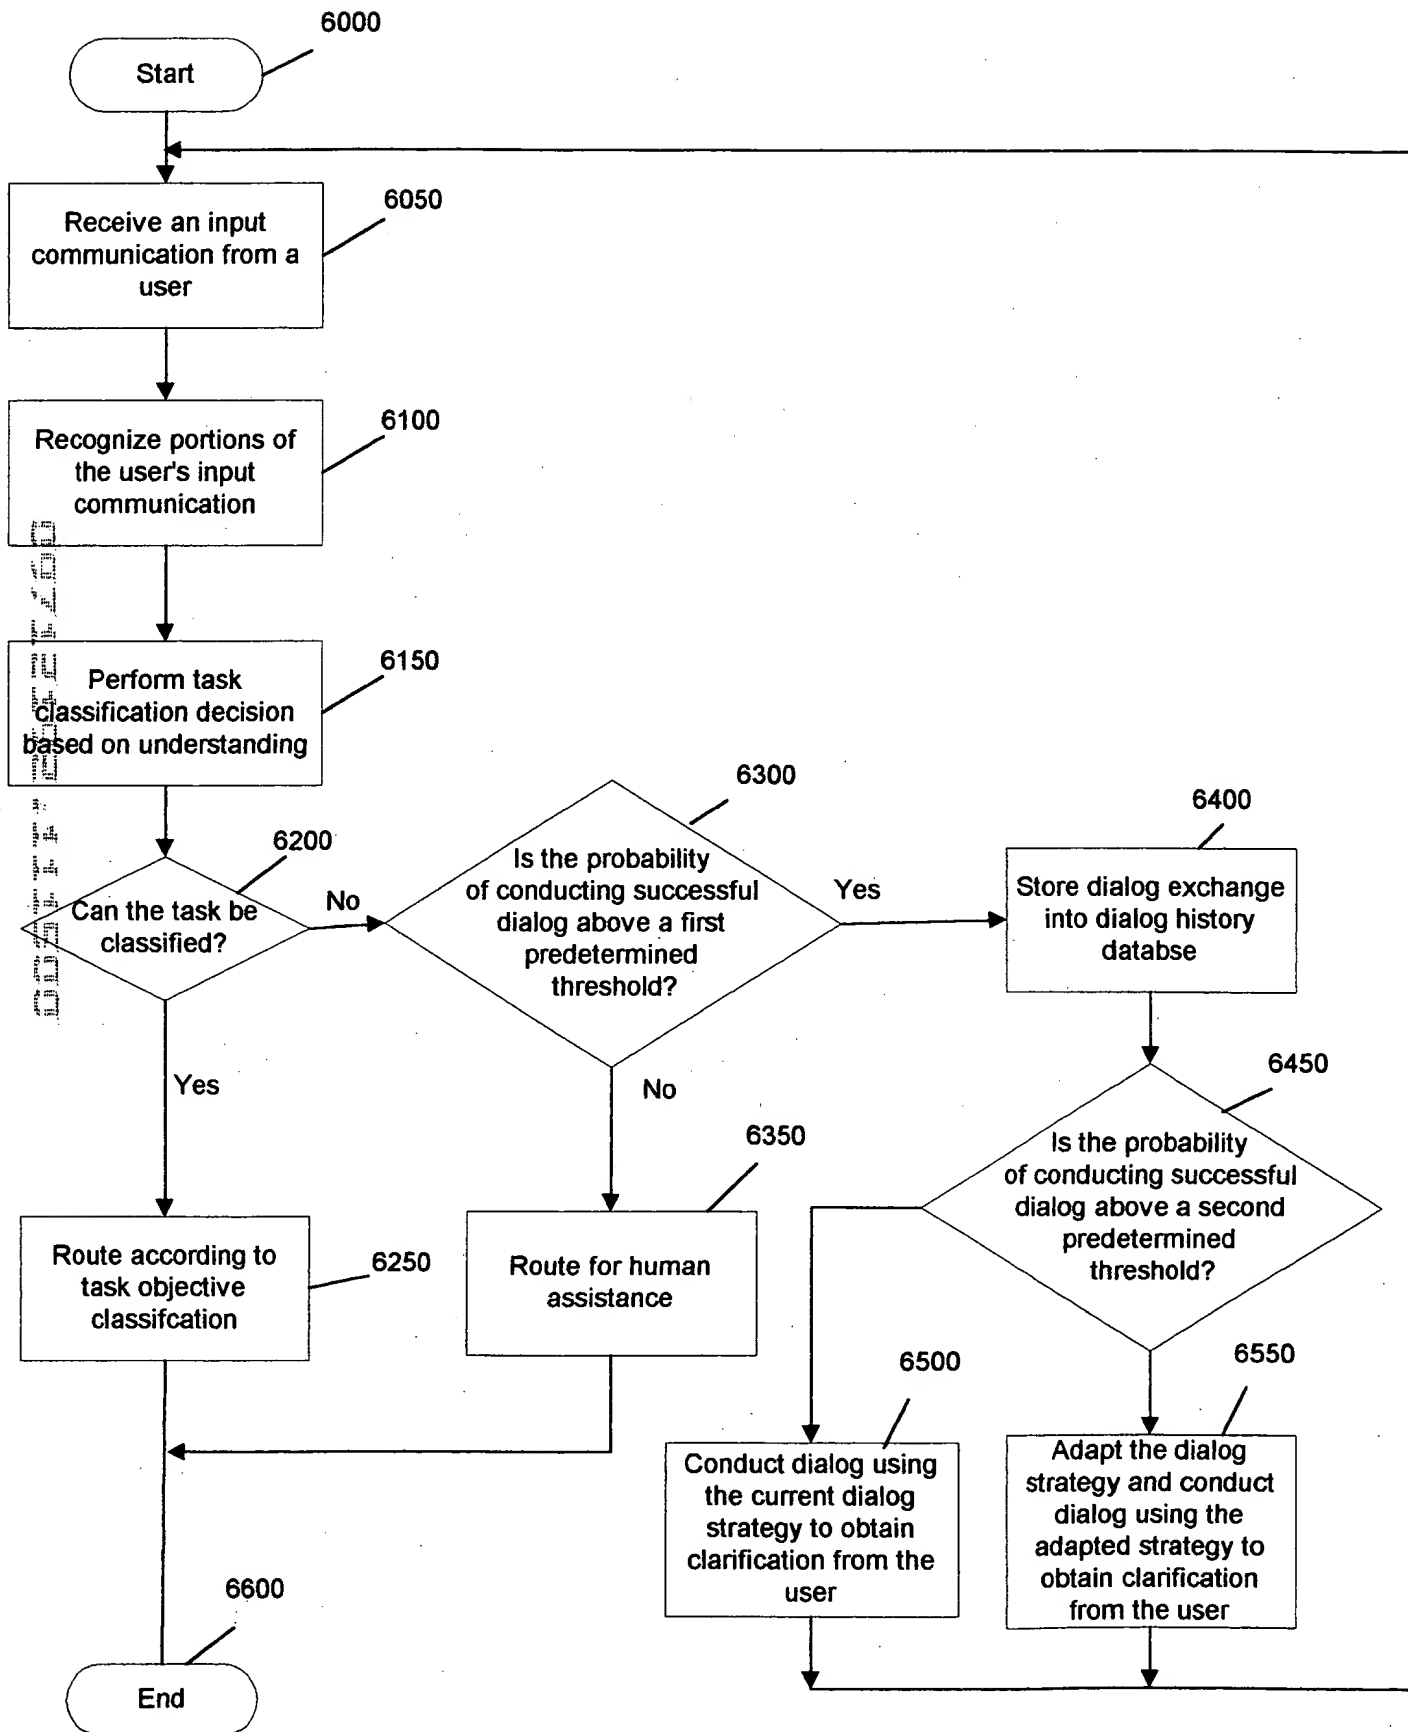 6000
Start
6050
Receive an input
communication from a
user
6100
Recognize portions of
the user's input
communication
6150
Perform task
classification decision
based on understanding
6200
Can the task be
classified?
No
Yes
6300
Is the probability
of conducting successful
dialog above a first
predetermined
threshold?
Yes
No
6400
Store dialog exchange
into dialog history
databse
6450
Is the probability
of conducting successful
dialog above a second
predetermined
threshold?
6350
Route for human
assistance
6250
Route according to
task objective
classifcation
6500
Conduct dialog using
the current dialog
strategy to obtain
clarification from the
user
6550
Adapt the dialog
strategy and conduct
dialog using the
adapted strategy to
obtain clarification
from the user
6600
End